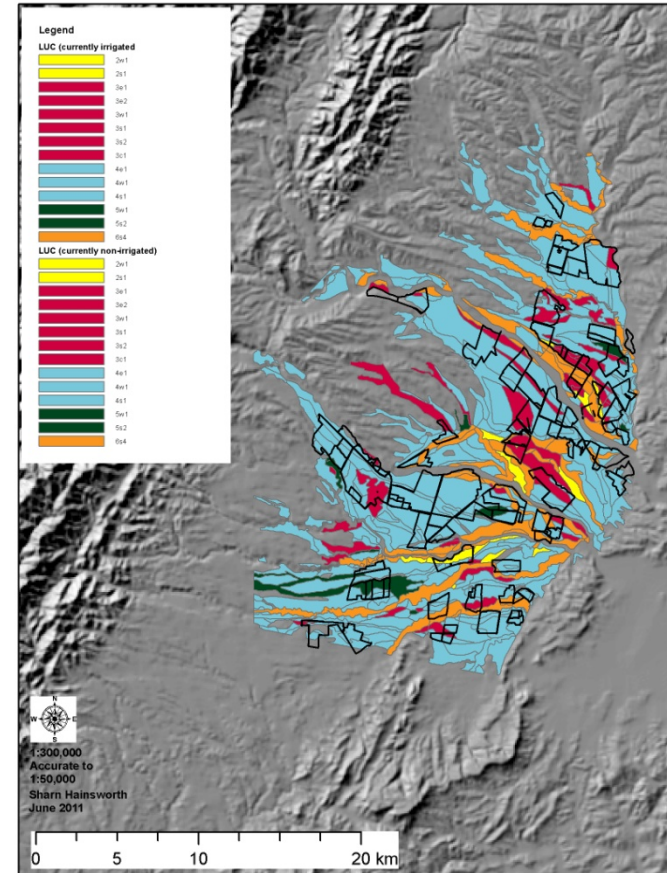 Legend
LUC (currently irrigated
2w1
2s1
3e1
3e2
3w1
3s1
3s2
3c1
4e1
4w1
4s1
5w1
5s2
6s4
LUC (currently non-irrigated)
2w1
2s1
3e1
3e2
3w1
3s1
3s2
3c1
4e1
4w1
4s1
5w1
5s2
6s4
N
W E
S
1:300,000
Accurate to
1:50,000
Sharn Hainsworth
June 2011
0 5 10 20 km